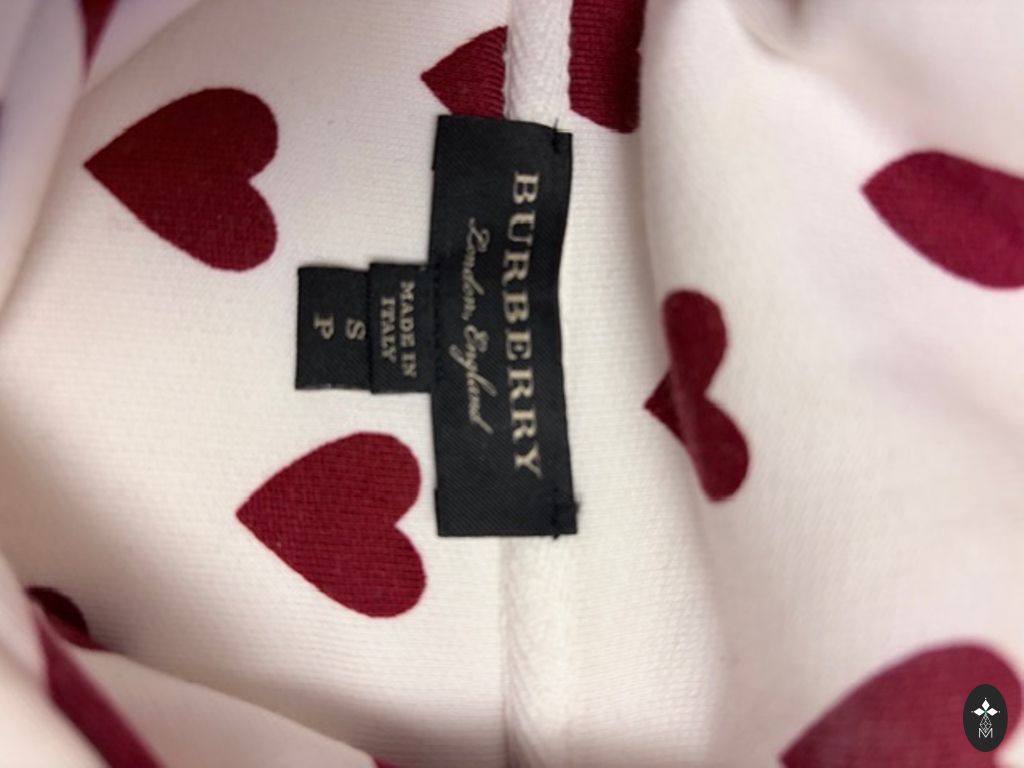 BURBERRY
London, England
MADE IN
ITALY
S
P
M